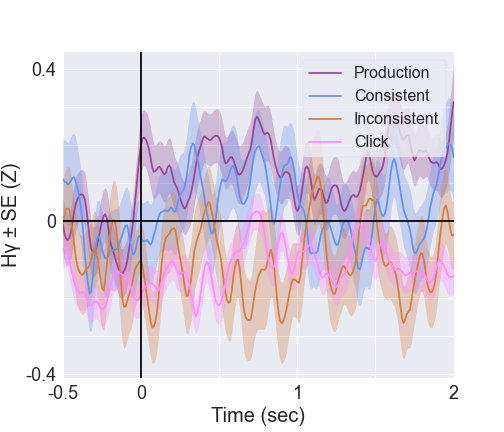 Production
Consistent
Inconsistent
Click
Hγ ± SE (Z)
0.4
0
-0.4
-0.5
0
1
2
Time (sec)